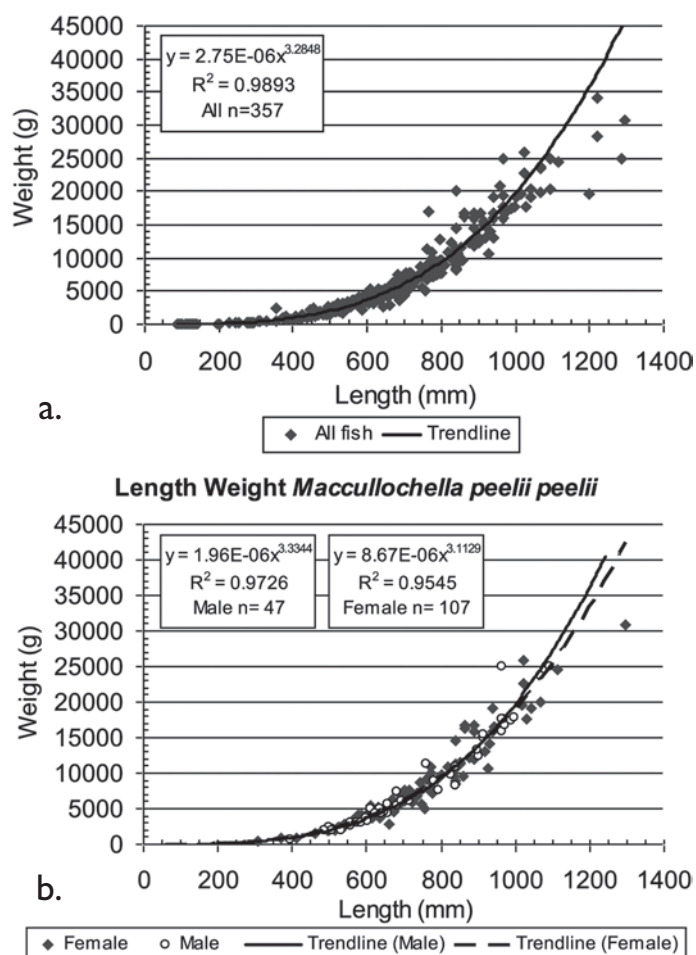 45000
40000
35000
30000
25000
20000
15000
10000
5000
0
Weight (g)
y = 2.75E-06x^3.2848
R² = 0.9893
All n=357
0 200 400 600 800 1000 1200 1400
Length (mm)
a.
All fish Trendline
Length Weight Maccullochella peelii peelii
45000
40000
35000
30000
25000
20000
15000
10000
5000
0
Weight (g)
y = 1.96E-06x^3.3344
R² = 0.9726
Male n= 47
y = 8.67E-06x^3.1129
R² = 0.9545
Female n= 107
0 200 400 600 800 1000 1200 1400
Length (mm)
b.
Female Male Trendline (Male) Trendline (Female)